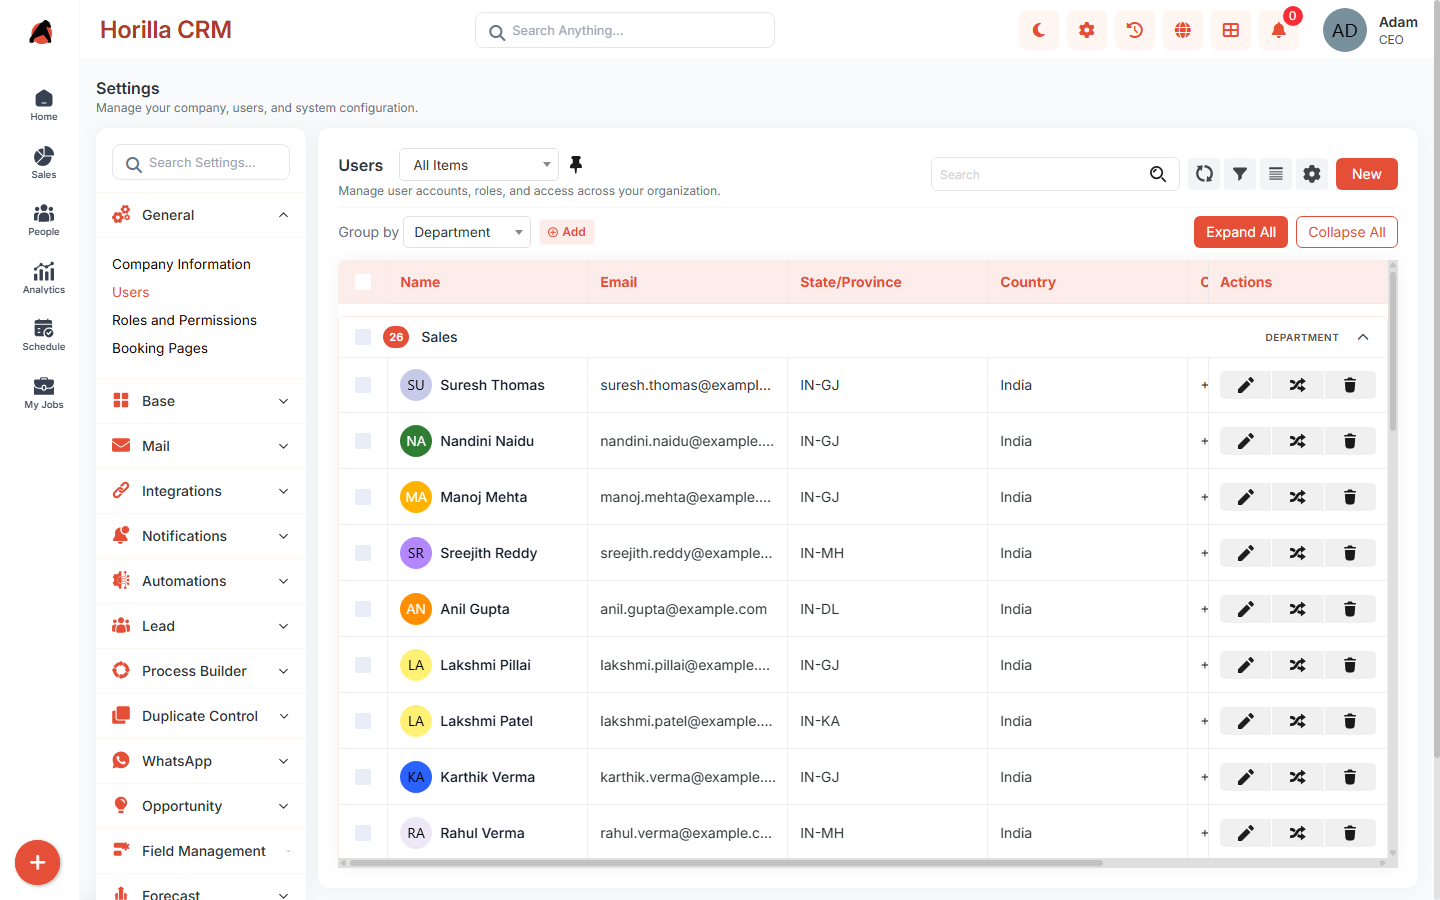 Horilla CRM
Search Anything...
0
AD
Adam
CEO
Home
Sales
People
Analytics
Schedule
My Jobs
Settings
Manage your company, users, and system configuration.
Search Settings...
General
Company Information
Users
Roles and Permissions
Booking Pages
Base
Mail
Integrations
Notifications
Automations
Lead
Process Builder
Duplicate Control
WhatsApp
Opportunity
Field Management
Forecast
Users
All Items
Manage user accounts, roles, and access across your organization.
Search
New
Group by
Department
Add
Expand All
Collapse All
Name Email State/Province Country C Actions
26 Sales DEPARTMENT
SU Suresh Thomas suresh.thomas@exampl... IN-GJ India +
NA Nandini Naidu nandini.naidu@example.... IN-GJ India +
MA Manoj Mehta manoj.mehta@example.... IN-GJ India +
SR Sreejith Reddy sreejith.reddy@example... IN-MH India +
AN Anil Gupta anil.gupta@example.com IN-DL India +
LA Lakshmi Pillai lakshmi.pillai@example.... IN-GJ India +
LA Lakshmi Patel lakshmi.patel@example.... IN-KA India +
KA Karthik Verma karthik.verma@example.... IN-GJ India +
RA Rahul Verma rahul.verma@example.c... IN-MH India +